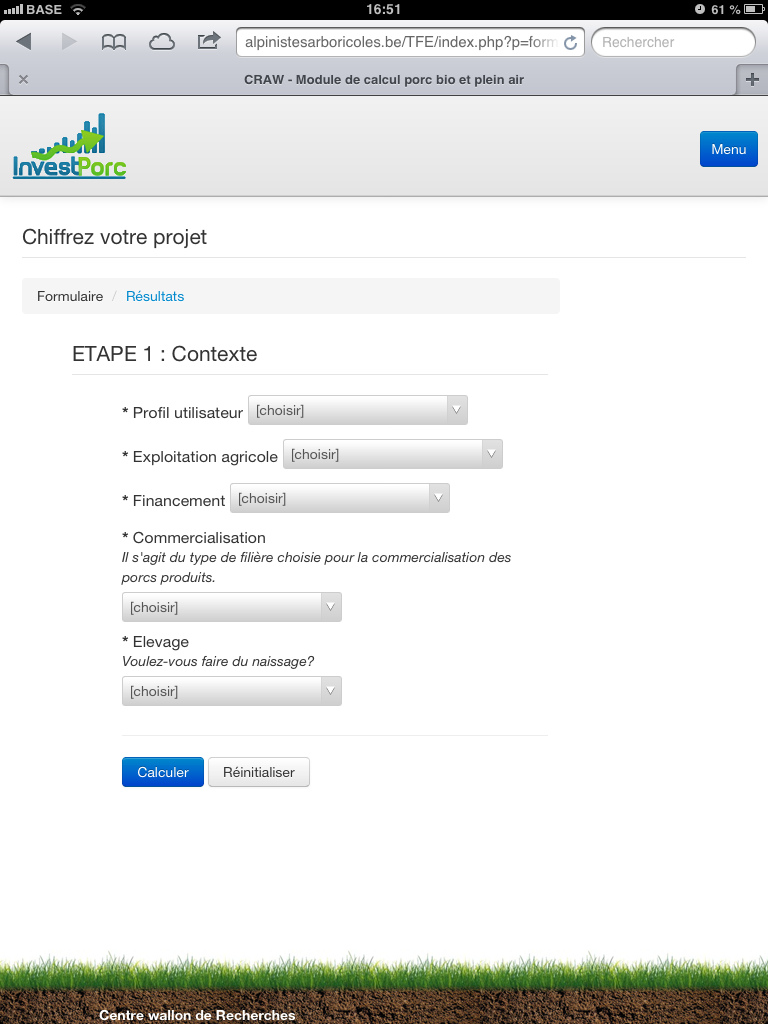 BASE 16:51 61 %
alpinistesarboricoles.be/TFE/index.php?p=form Rechercher
CRAW - Module de calcul porc bio et plein air
InvestPorc
Menu
Chiffrez votre projet
Formulaire / Résultats
ETAPE 1 : Contexte
* Profil utilisateur [choisir]
* Exploitation agricole [choisir]
* Financement [choisir]
* Commercialisation
Il s'agit du type de filière choisie pour la commercialisation des
porcs produits.
[choisir]
* Elevage
Voulez-vous faire du naissage?
[choisir]
Calculer Réinitialiser
Centre wallon de Recherches